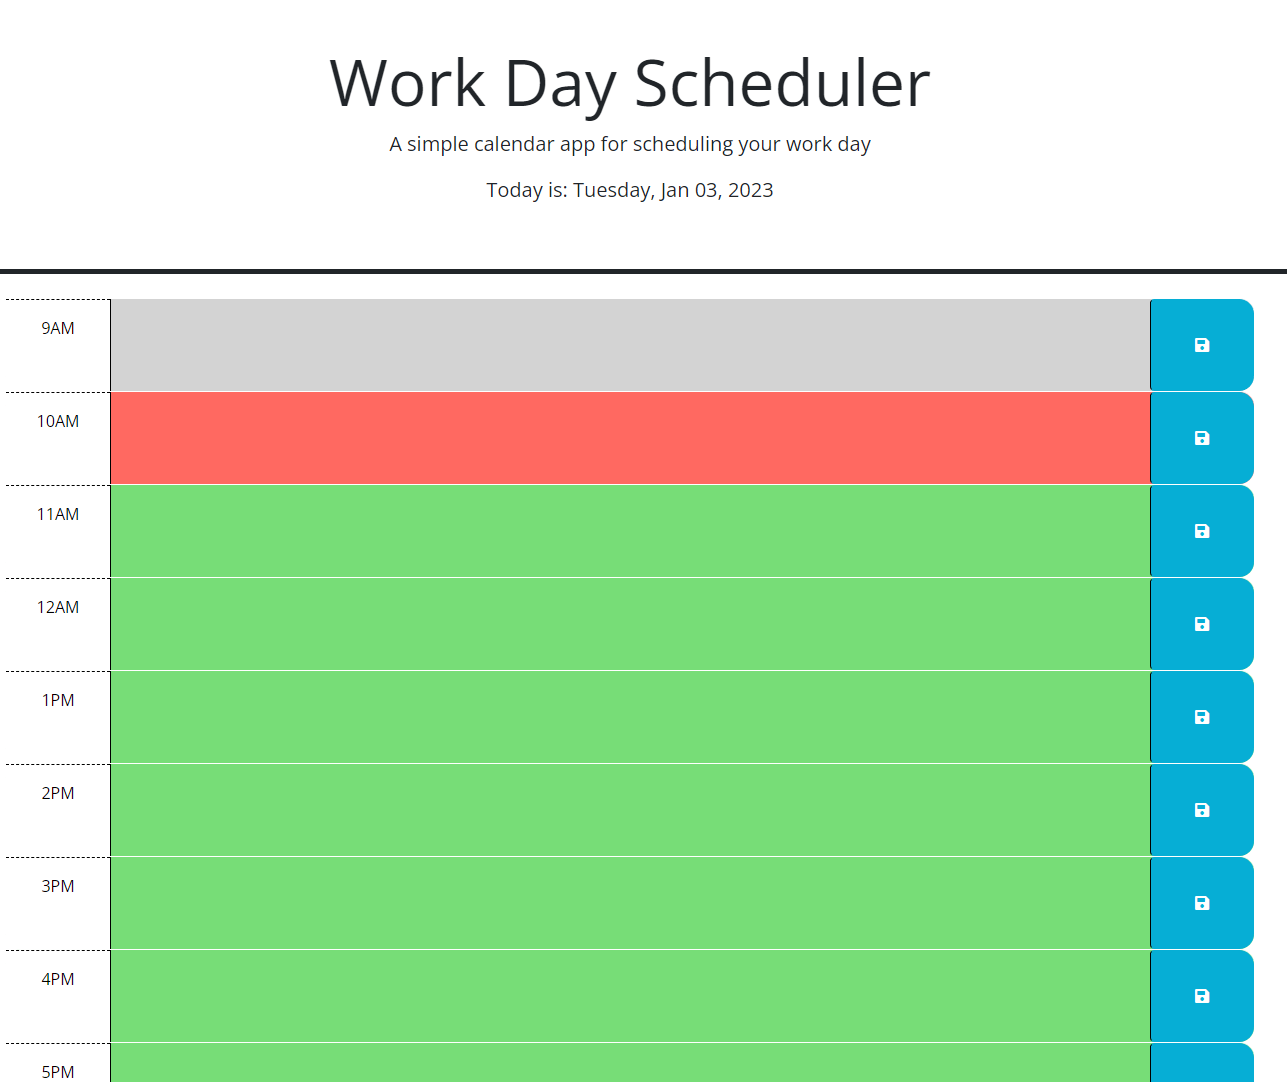 Work Day Scheduler
A simple calendar app for scheduling your work day
Today is: Tuesday, Jan 03, 2023
9AM
10AM
11AM
12AM
1PM
2PM
3PM
4PM
5PM